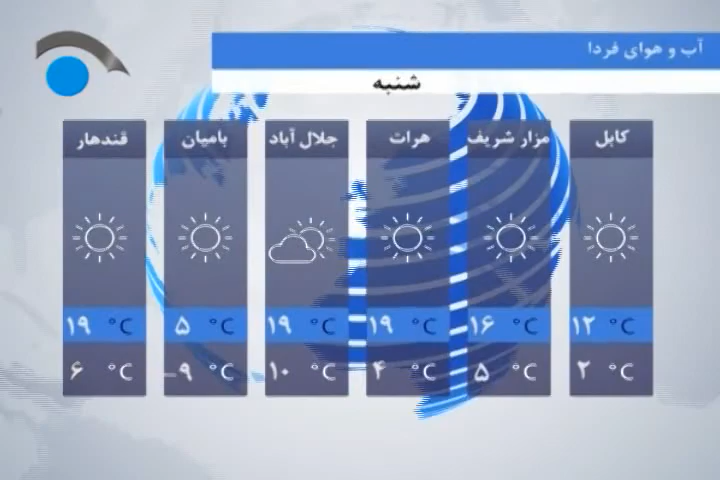 آب و هوای فردا
شنبه
کابل مزار شریف هرات جلال آباد بامیان قندهار
۱۲ °C ۱۶ °C ۱۹ °C ۱۹ °C ۵ °C ۱۹ °C
۲ °C ۵ °C ۴ °C ۱۰ °C -۹ °C ۶ °C